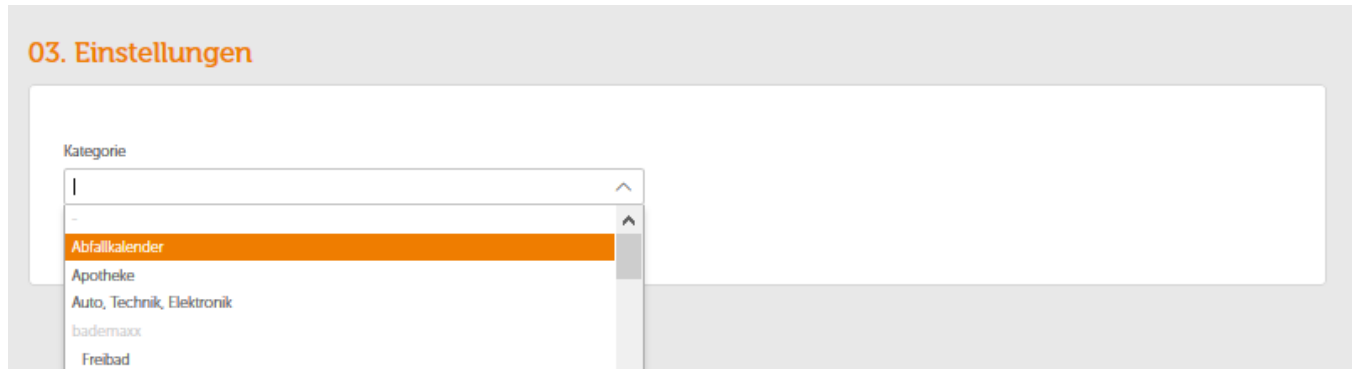 03. Einstellungen
Kategorie
-
Abfallkalender
Apotheke
Auto, Technik, Elektronik
bademaxx
Freibad